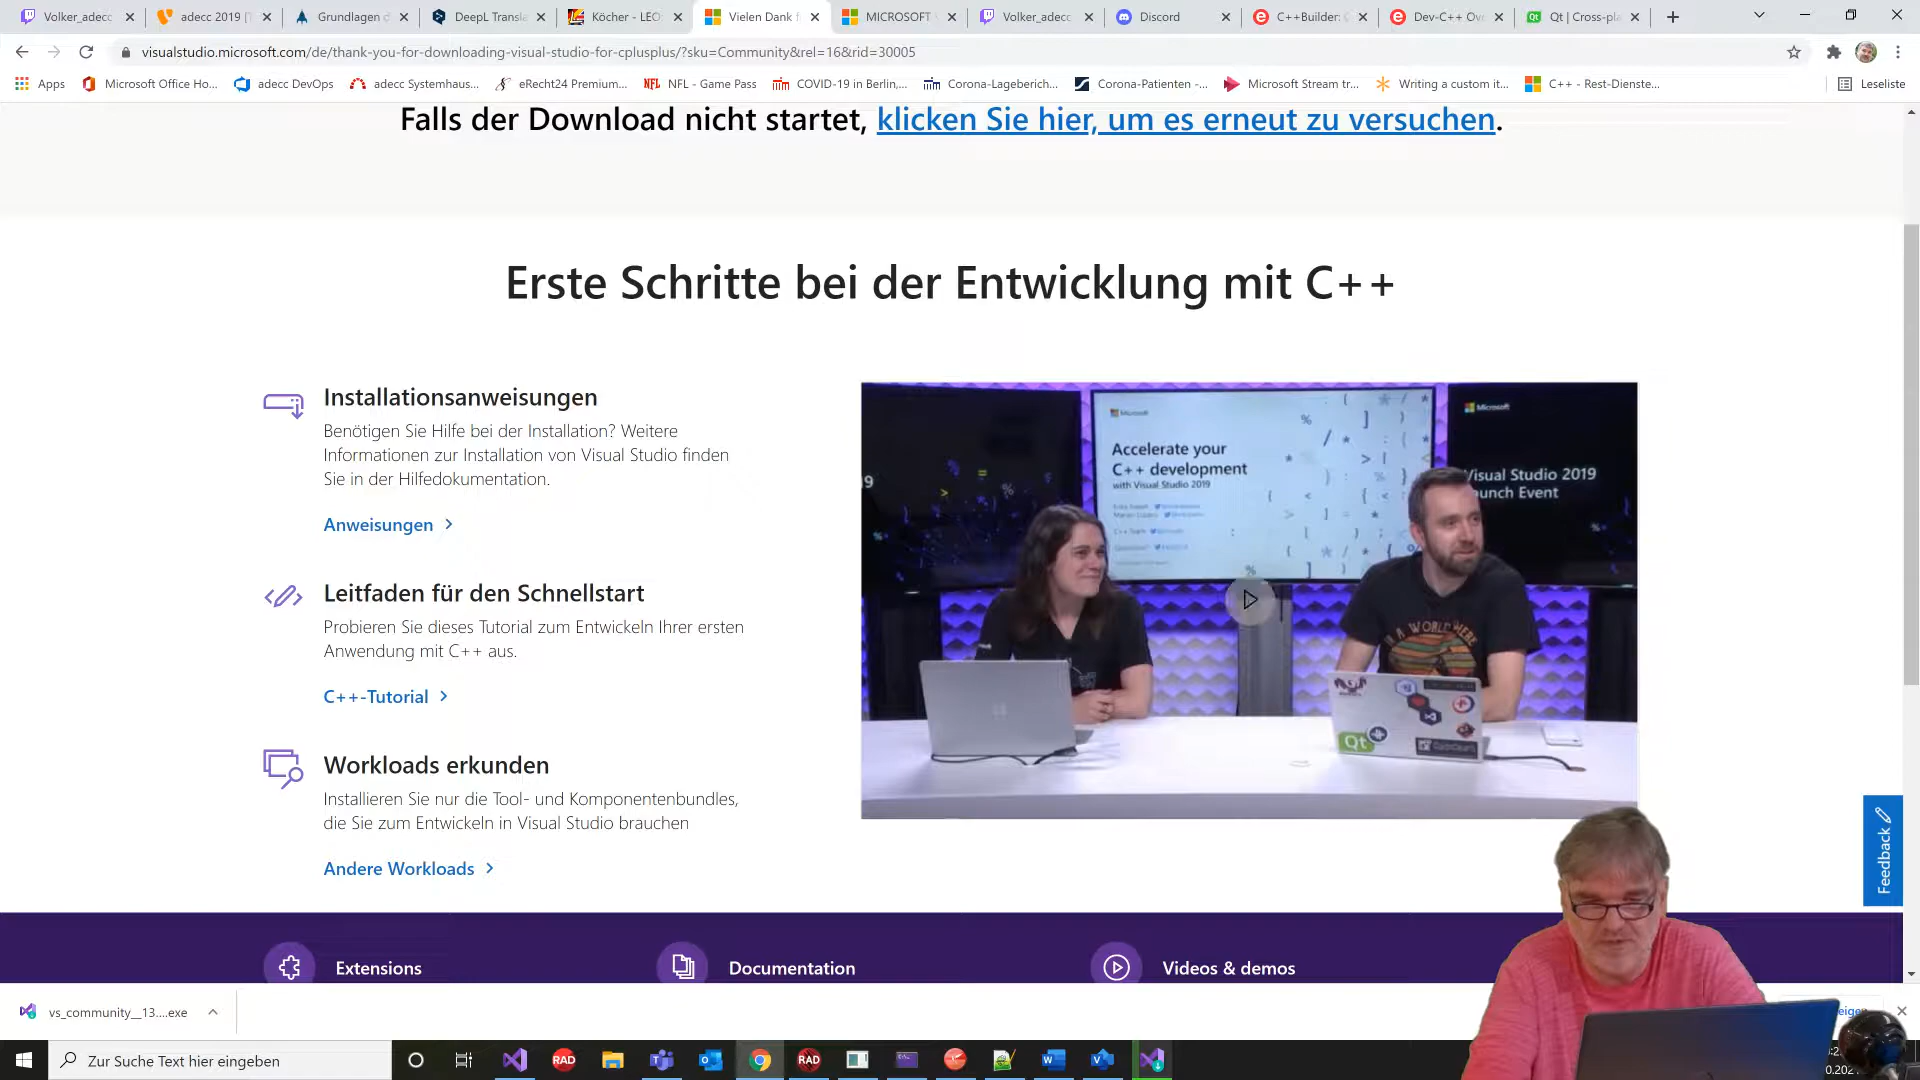 Volker_adecc
adecc 2019 [T
Grundlagen d
DeepL Transl
Köcher - LEO
Vielen Dank f
MICROSOFT
Volker_adecc
Discord
C++Builder:
Dev-C++ Ov
Qt | Cross-pl
visualstudio.microsoft.com/de/thank-you-for-downloading-visual-studio-for-cplusplus/?sku=Community&rel=16&rid=30005
Apps
Microsoft Office Ho...
adecc DevOps
adecc Systemhaus...
eRecht24 Premium...
NFL - Game Pass
COVID-19 in Berlin,...
Corona-Lageberich...
Corona-Patienten -...
Microsoft Stream tr...
Writing a custom it...
C++ - Rest-Dienste...
Leseliste
Falls der Download nicht startet, klicken Sie hier, um es erneut zu versuchen.
Erste Schritte bei der Entwicklung mit C++
Installationsanweisungen
Benötigen Sie Hilfe bei der Installation? Weitere
Informationen zur Installation von Visual Studio finden
Sie in der Hilfedokumentation.
Anweisungen
Leitfaden für den Schnellstart
Probieren Sie dieses Tutorial zum Entwickeln Ihrer ersten
Anwendung mit C++ aus.
C++-Tutorial
Workloads erkunden
Installieren Sie nur die Tool- und Komponentenbundles,
die Sie zum Entwickeln in Visual Studio brauchen
Andere Workloads
Microsoft
Accelerate your
C++ development
with Visual Studio 2019
Microsoft
Visual Studio 2019
Launch Event
Qt
Feedback
Extensions
Documentation
Videos & demos
vs_community__13....exe
Zur Suche Text hier eingeben
RAD
RAD